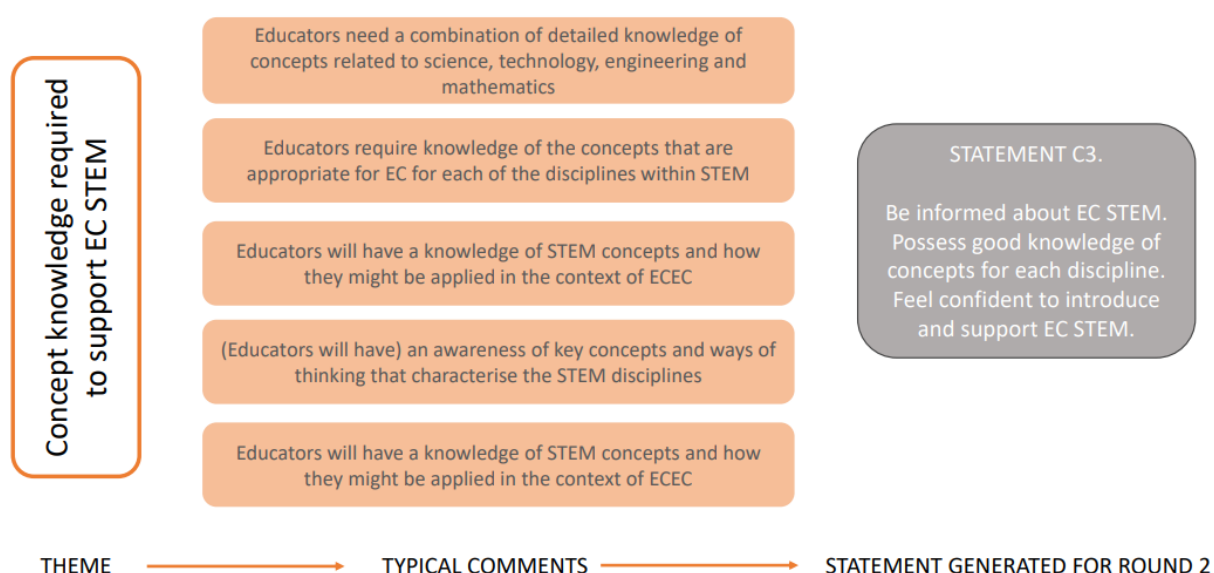 Concept knowledge required
to support EC STEM
Educators need a combination of detailed knowledge of
concepts related to science, technology, engineering and
mathematics
Educators require knowledge of the concepts that are
appropriate for EC for each of the disciplines within STEM
Educators will have a knowledge of STEM concepts and how
they might be applied in the context of ECEC
(Educators will have) an awareness of key concepts and ways of
thinking that characterise the STEM disciplines
Educators will have a knowledge of STEM concepts and how
they might be applied in the context of ECEC
STATEMENT C3.
Be informed about EC STEM.
Possess good knowledge of
concepts for each discipline.
Feel confident to introduce
and support EC STEM.
THEME
TYPICAL COMMENTS
STATEMENT GENERATED FOR ROUND 2